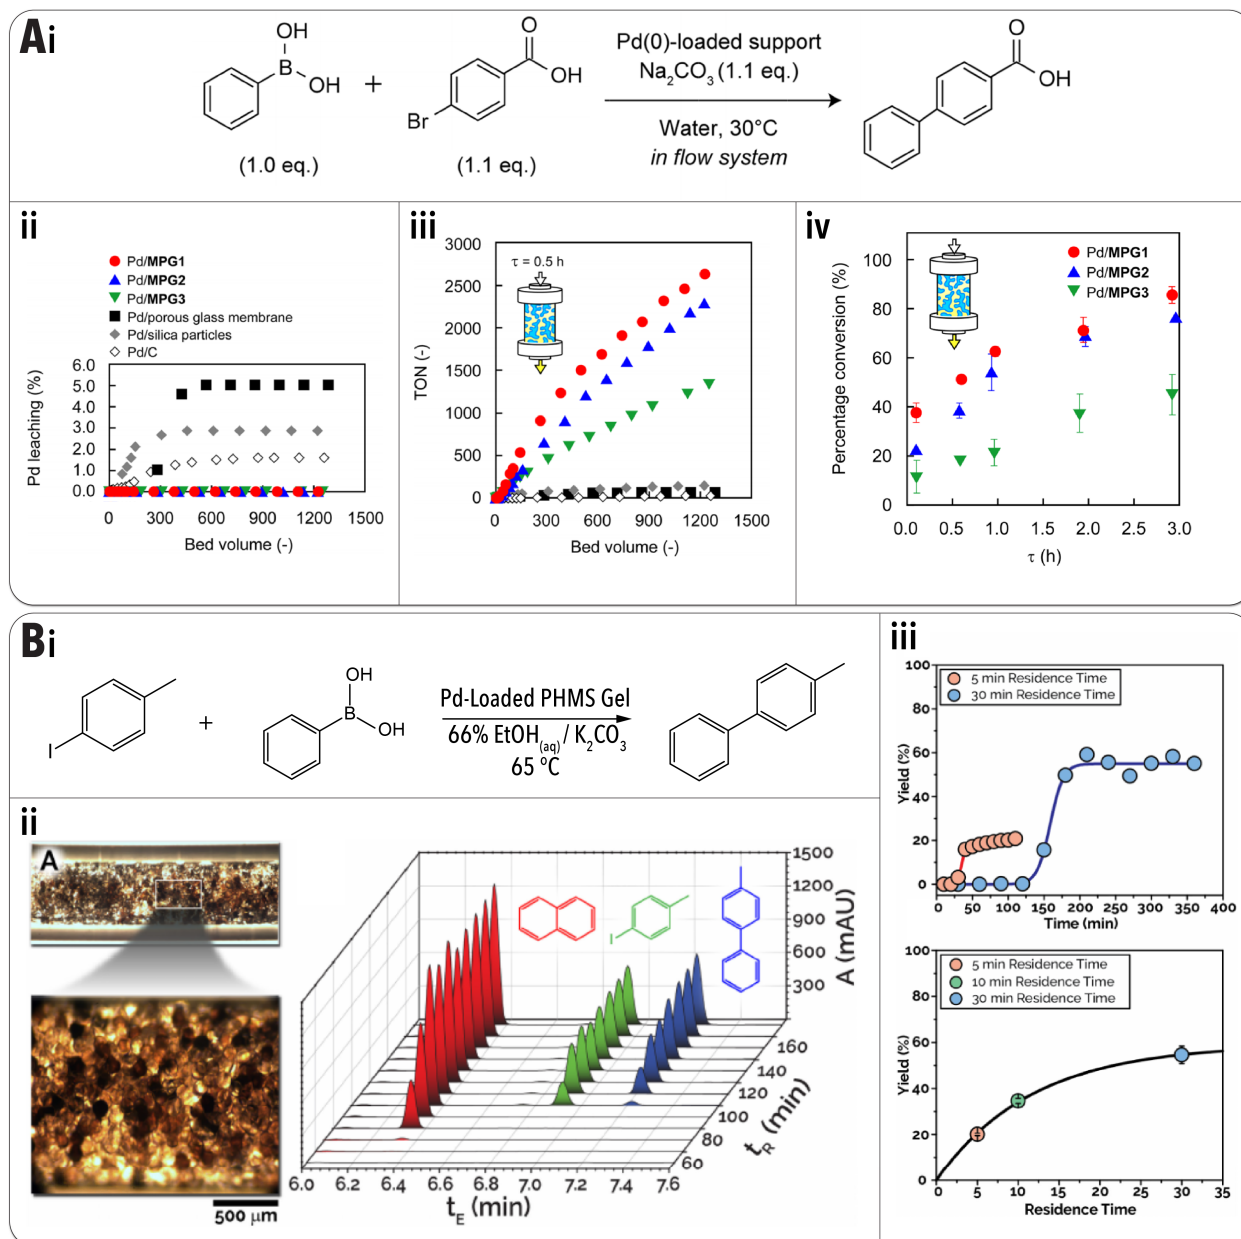 Ai
OH
B
OH
+
Br
O
OH
Pd(0)-loaded support
Na2CO3 (1.1 eq.)
Water, 30°C
in flow system
O
OH
(1.0 eq.)
(1.1 eq.)
ii
Pd/MPG1
Pd/MPG2
Pd/MPG3
Pd/porous glass membrane
Pd/silica particles
Pd/C
Pd leaching (%)
6.0
5.0
4.0
3.0
2.0
1.0
0.0
0 300 600 900 1200 1500
Bed volume (-)
iii
τ = 0.5 h
TON (-)
3000
2500
2000
1500
1000
500
0
0 300 600 900 1200 1500
Bed volume (-)
iv
Pd/MPG1
Pd/MPG2
Pd/MPG3
Percentage conversion (%)
100
80
60
40
20
0
0.0 0.5 1.0 1.5 2.0 2.5 3.0
τ (h)
Bi
I
+
OH
B
OH
Pd-Loaded PHMS Gel
66% EtOH(aq) / K2CO3
65 ºC
ii
A
500 µm
I
1500
1200
900
600
300
A (mAU)
160
140
120
100
80
60
tR (min)
6.0 6.2 6.4 6.6 6.8 7.0 7.2 7.4 7.6
tE (min)
iii
5 min Residence Time
30 min Residence Time
Yield (%)
100
80
60
40
20
0
0 50 100 150 200 250 300 350 400
Time (min)
5 min Residence Time
10 min Residence Time
30 min Residence Time
Yield (%)
100
80
60
40
20
0
0 5 10 15 20 25 30 35
Residence Time